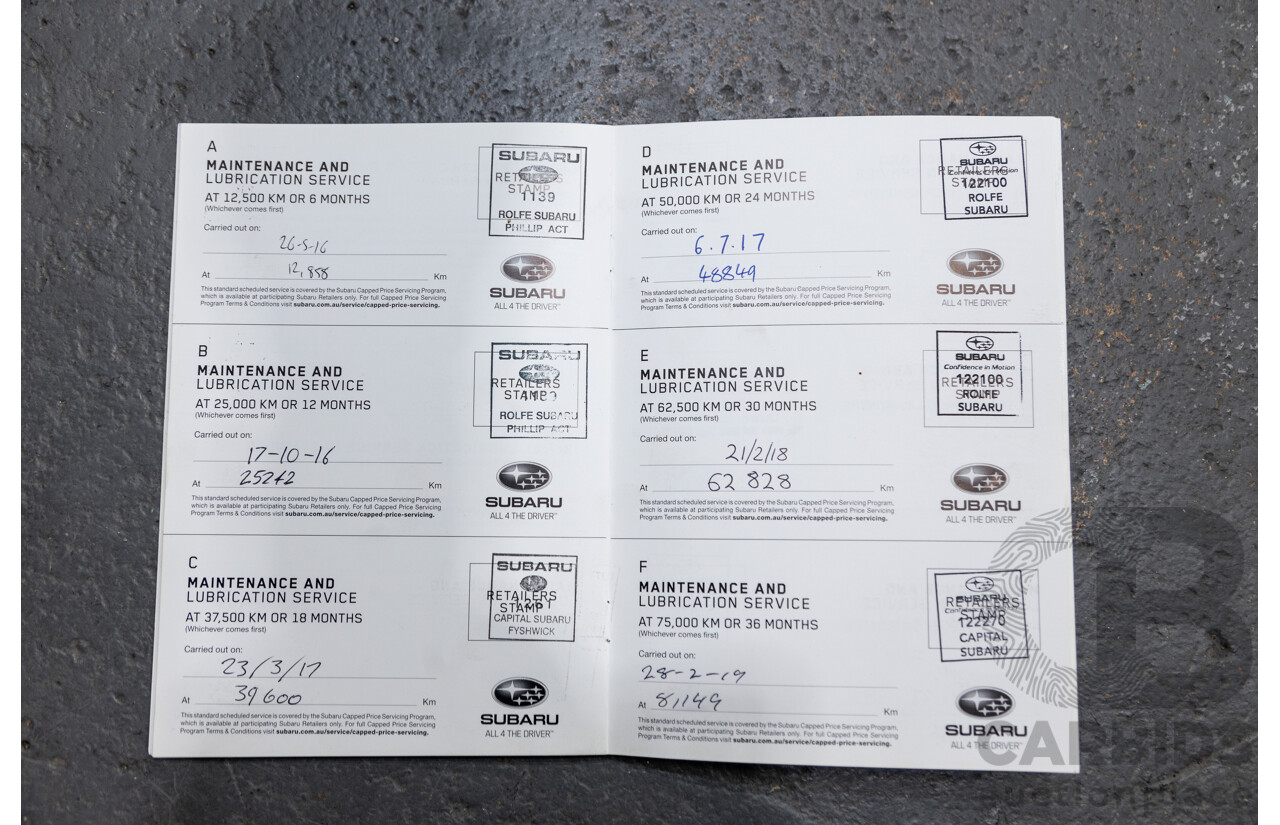 A
MAINTENANCE AND
LUBRICATION SERVICE
AT 12,500 KM OR 6 MONTHS
(Whichever comes first)
Carried out on:
26-5-16
At 12,858 Km
This standard scheduled service is covered by the Subaru Capped Price Servicing Program,
which is available at participating Subaru Retailers only. For full Capped Price Servicing
Program Terms & Conditions visit subaru.com.au/service/capped-price-servicing.
RETAILERS
STAMP
SUBARU
1139
ROLFE SUBARU
PHILLIP ACT
SUBARU
ALL 4 THE DRIVER™
B
MAINTENANCE AND
LUBRICATION SERVICE
AT 25,000 KM OR 12 MONTHS
(Whichever comes first)
Carried out on:
17-10-16
At 25242 Km
This standard scheduled service is covered by the Subaru Capped Price Servicing Program,
which is available at participating Subaru Retailers only. For full Capped Price Servicing
Program Terms & Conditions visit subaru.com.au/service/capped-price-servicing.
RETAILERS
STAMP
SUBARU
ROLFE SUBARU
PHILLIP ACT
SUBARU
ALL 4 THE DRIVER™
C
MAINTENANCE AND
LUBRICATION SERVICE
AT 37,500 KM OR 18 MONTHS
(Whichever comes first)
Carried out on:
23/3/17
At 39600 Km
This standard scheduled service is covered by the Subaru Capped Price Servicing Program,
which is available at participating Subaru Retailers only. For full Capped Price Servicing
Program Terms & Conditions visit subaru.com.au/service/capped-price-servicing.
RETAILERS
STAMP
SUBARU
CAPITAL SUBARU
FYSHWICK
SUBARU
ALL 4 THE DRIVER™
D
MAINTENANCE AND
LUBRICATION SERVICE
AT 50,000 KM OR 24 MONTHS
(Whichever comes first)
Carried out on:
6.7.17
At 48849 Km
This standard scheduled service is covered by the Subaru Capped Price Servicing Program,
which is available at participating Subaru Retailers only. For full Capped Price Servicing
Program Terms & Conditions visit subaru.com.au/service/capped-price-servicing.
RETAILERS
STAMP
SUBARU
Confidence in Motion
122100
ROLFE
SUBARU
SUBARU
ALL 4 THE DRIVER™
E
MAINTENANCE AND
LUBRICATION SERVICE
AT 62,500 KM OR 30 MONTHS
(Whichever comes first)
Carried out on:
21/2/18
At 62 828 Km
This standard scheduled service is covered by the Subaru Capped Price Servicing Program,
which is available at participating Subaru Retailers only. For full Capped Price Servicing
Program Terms & Conditions visit subaru.com.au/service/capped-price-servicing.
RETAILERS
STAMP
SUBARU
Confidence in Motion
122100
ROLFE
SUBARU
SUBARU
ALL 4 THE DRIVER™
F
MAINTENANCE AND
LUBRICATION SERVICE
AT 75,000 KM OR 36 MONTHS
(Whichever comes first)
Carried out on:
28-2-19
At 81,149 Km
This standard scheduled service is covered by the Subaru Capped Price Servicing Program,
which is available at participating Subaru Retailers only. For full Capped Price Servicing
Program Terms & Conditions visit subaru.com.au/service/capped-price-servicing.
RETAILERS
STAMP
SUBARU
122270
CAPITAL
SUBARU
SUBARU
ALL 4 THE DRIVER™